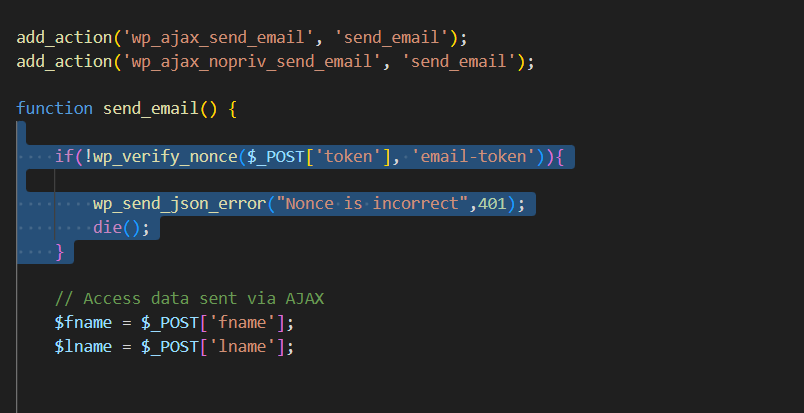 add_action('wp_ajax_send_email', 'send_email');
add_action('wp_ajax_nopriv_send_email', 'send_email');
function send_email() {
if(!wp_verify_nonce($_POST['token'], 'email-token')){
wp_send_json_error("Nonce is incorrect",401);
die();
}
// Access data sent via AJAX
$fname = $_POST['fname'];
$lname = $_POST['lname'];